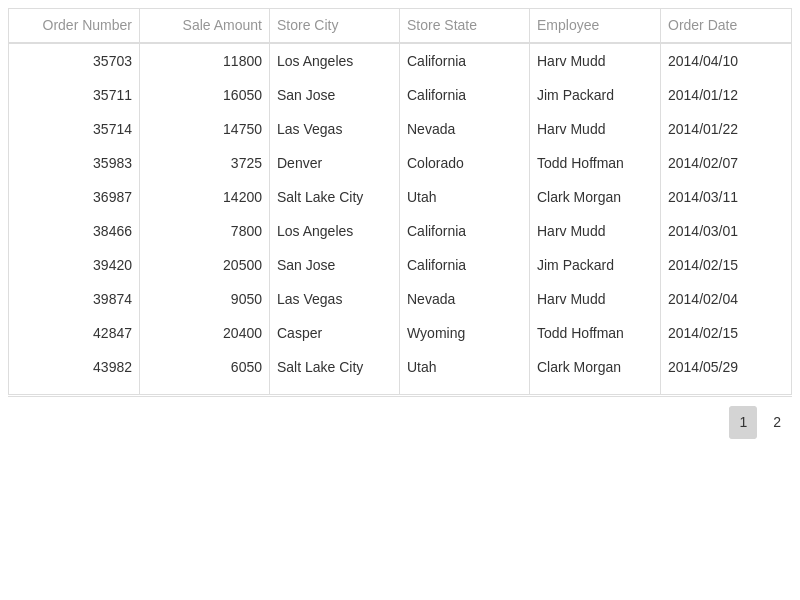 Order Number Sale Amount Store City Store State Employee Order Date
35703 11800 Los Angeles California Harv Mudd 2014/04/10
35711 16050 San Jose California Jim Packard 2014/01/12
35714 14750 Las Vegas Nevada Harv Mudd 2014/01/22
35983 3725 Denver Colorado Todd Hoffman 2014/02/07
36987 14200 Salt Lake City Utah Clark Morgan 2014/03/11
38466 7800 Los Angeles California Harv Mudd 2014/03/01
39420 20500 San Jose California Jim Packard 2014/02/15
39874 9050 Las Vegas Nevada Harv Mudd 2014/02/04
42847 20400 Casper Wyoming Todd Hoffman 2014/02/15
43982 6050 Salt Lake City Utah Clark Morgan 2014/05/29
1 2